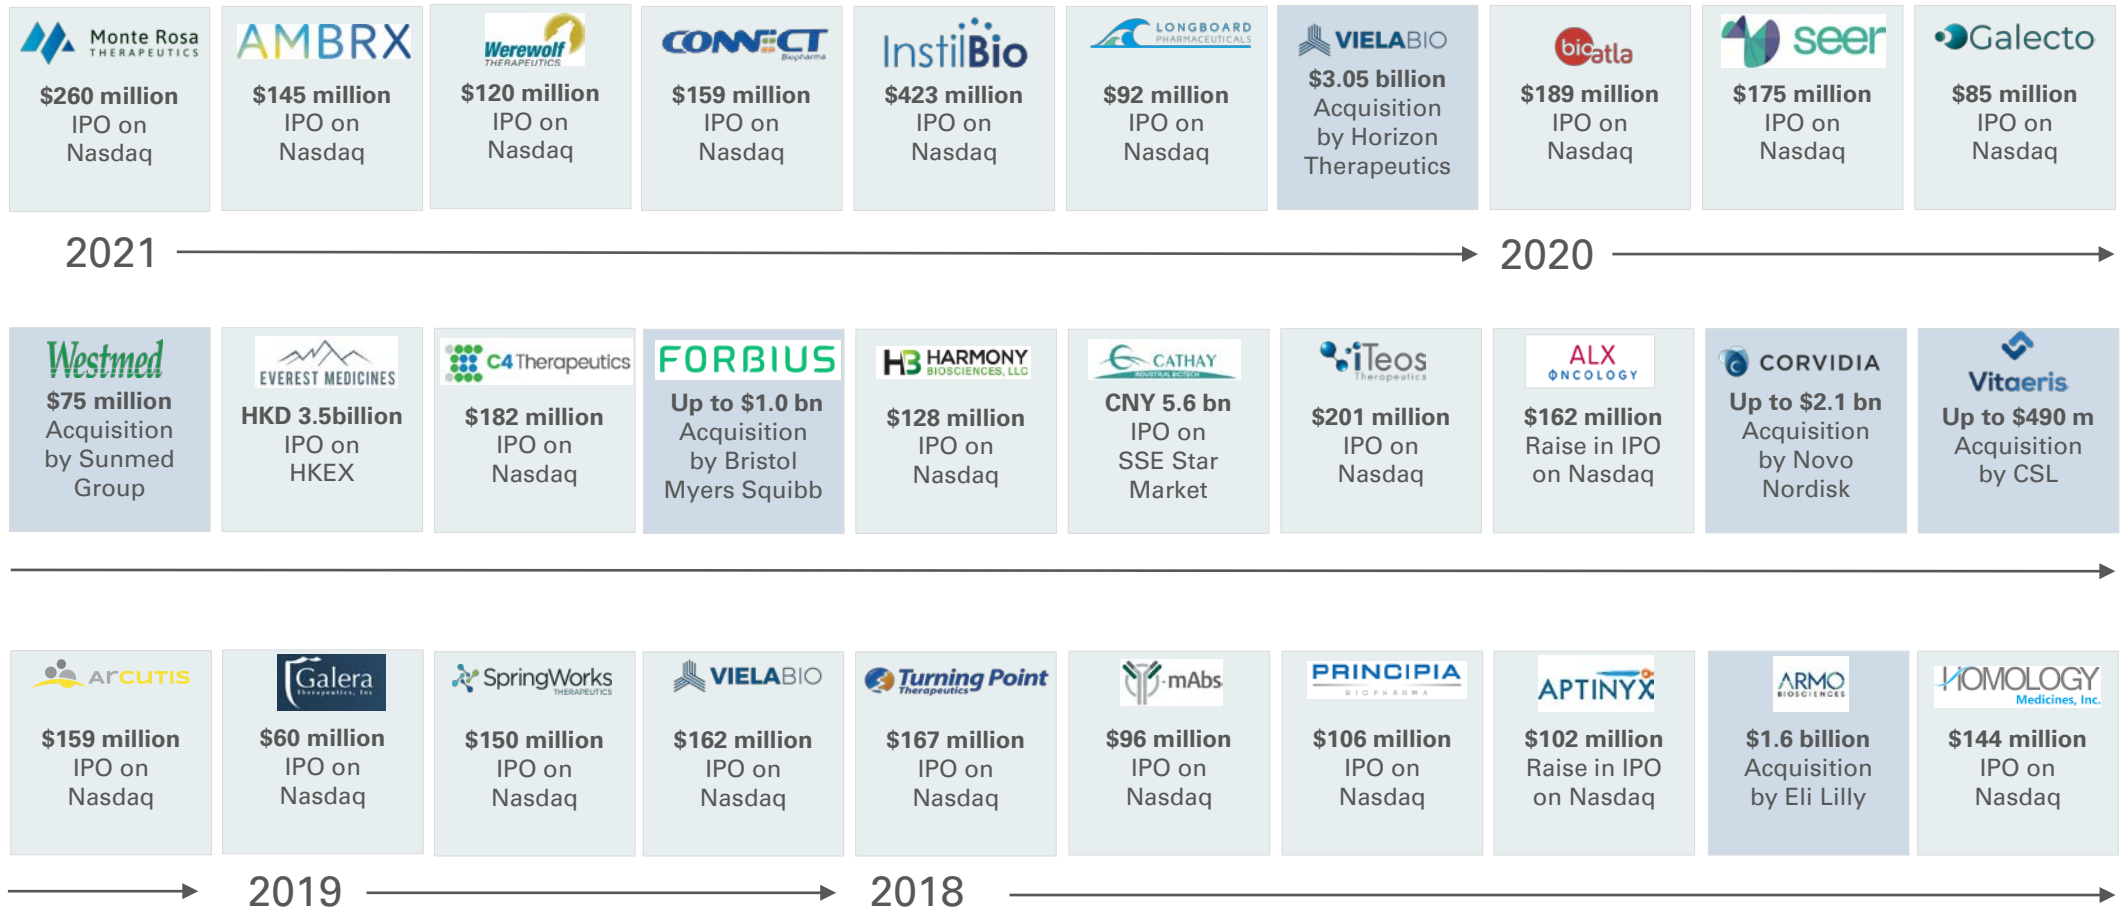 Monte Rosa
THERAPEUTICS
$260 million
IPO on
Nasdaq
AMBRX
$145 million
IPO on
Nasdaq
Werewolf
THERAPEUTICS
$120 million
IPO on
Nasdaq
CONNECT
Biopharma
$159 million
IPO on
Nasdaq
InstilBio
$423 million
IPO on
Nasdaq
LONGBOARD
PHARMACEUTICALS
$92 million
IPO on
Nasdaq
VIELABIO
$3.05 billion
Acquisition
by Horizon
Therapeutics
bioatla
$189 million
IPO on
Nasdaq
seer
$175 million
IPO on
Nasdaq
Galecto
$85 million
IPO on
Nasdaq
2021
2020
Westmed
$75 million
Acquisition
by Sunmed
Group
EVEREST MEDICINES
HKD 3.5billion
IPO on
HKEX
C4 Therapeutics
$182 million
IPO on
Nasdaq
FORBIUS
Up to $1.0 bn
Acquisition
by Bristol
Myers Squibb
HB HARMONY
BIOSCIENCES, LLC
$128 million
IPO on
Nasdaq
CATHAY
INDUSTRIAL BIOTECH
CNY 5.6 bn
IPO on
SSE Star
Market
iTeos
Therapeutics
$201 million
IPO on
Nasdaq
ALX
ONCOLOGY
$162 million
Raise in IPO
on Nasdaq
CORVIDIA
Up to $2.1 bn
Acquisition
by Novo
Nordisk
Vitaeris
Up to $490 m
Acquisition
by CSL
Arcutis
$159 million
IPO on
Nasdaq
Galera
Therapeutics, Inc
$60 million
IPO on
Nasdaq
SpringWorks
THERAPEUTICS
$150 million
IPO on
Nasdaq
VIELABIO
$162 million
IPO on
Nasdaq
Turning Point
Therapeutics
$167 million
IPO on
Nasdaq
Y-mAbs
$96 million
IPO on
Nasdaq
PRINCIPIA
BIOPHARMA
$106 million
IPO on
Nasdaq
APTINYX
$102 million
Raise in IPO
on Nasdaq
ARMO
BIOSCIENCES
$1.6 billion
Acquisition
by Eli Lilly
HOMOLOGY
Medicines, Inc.
$144 million
IPO on
Nasdaq
2019
2018